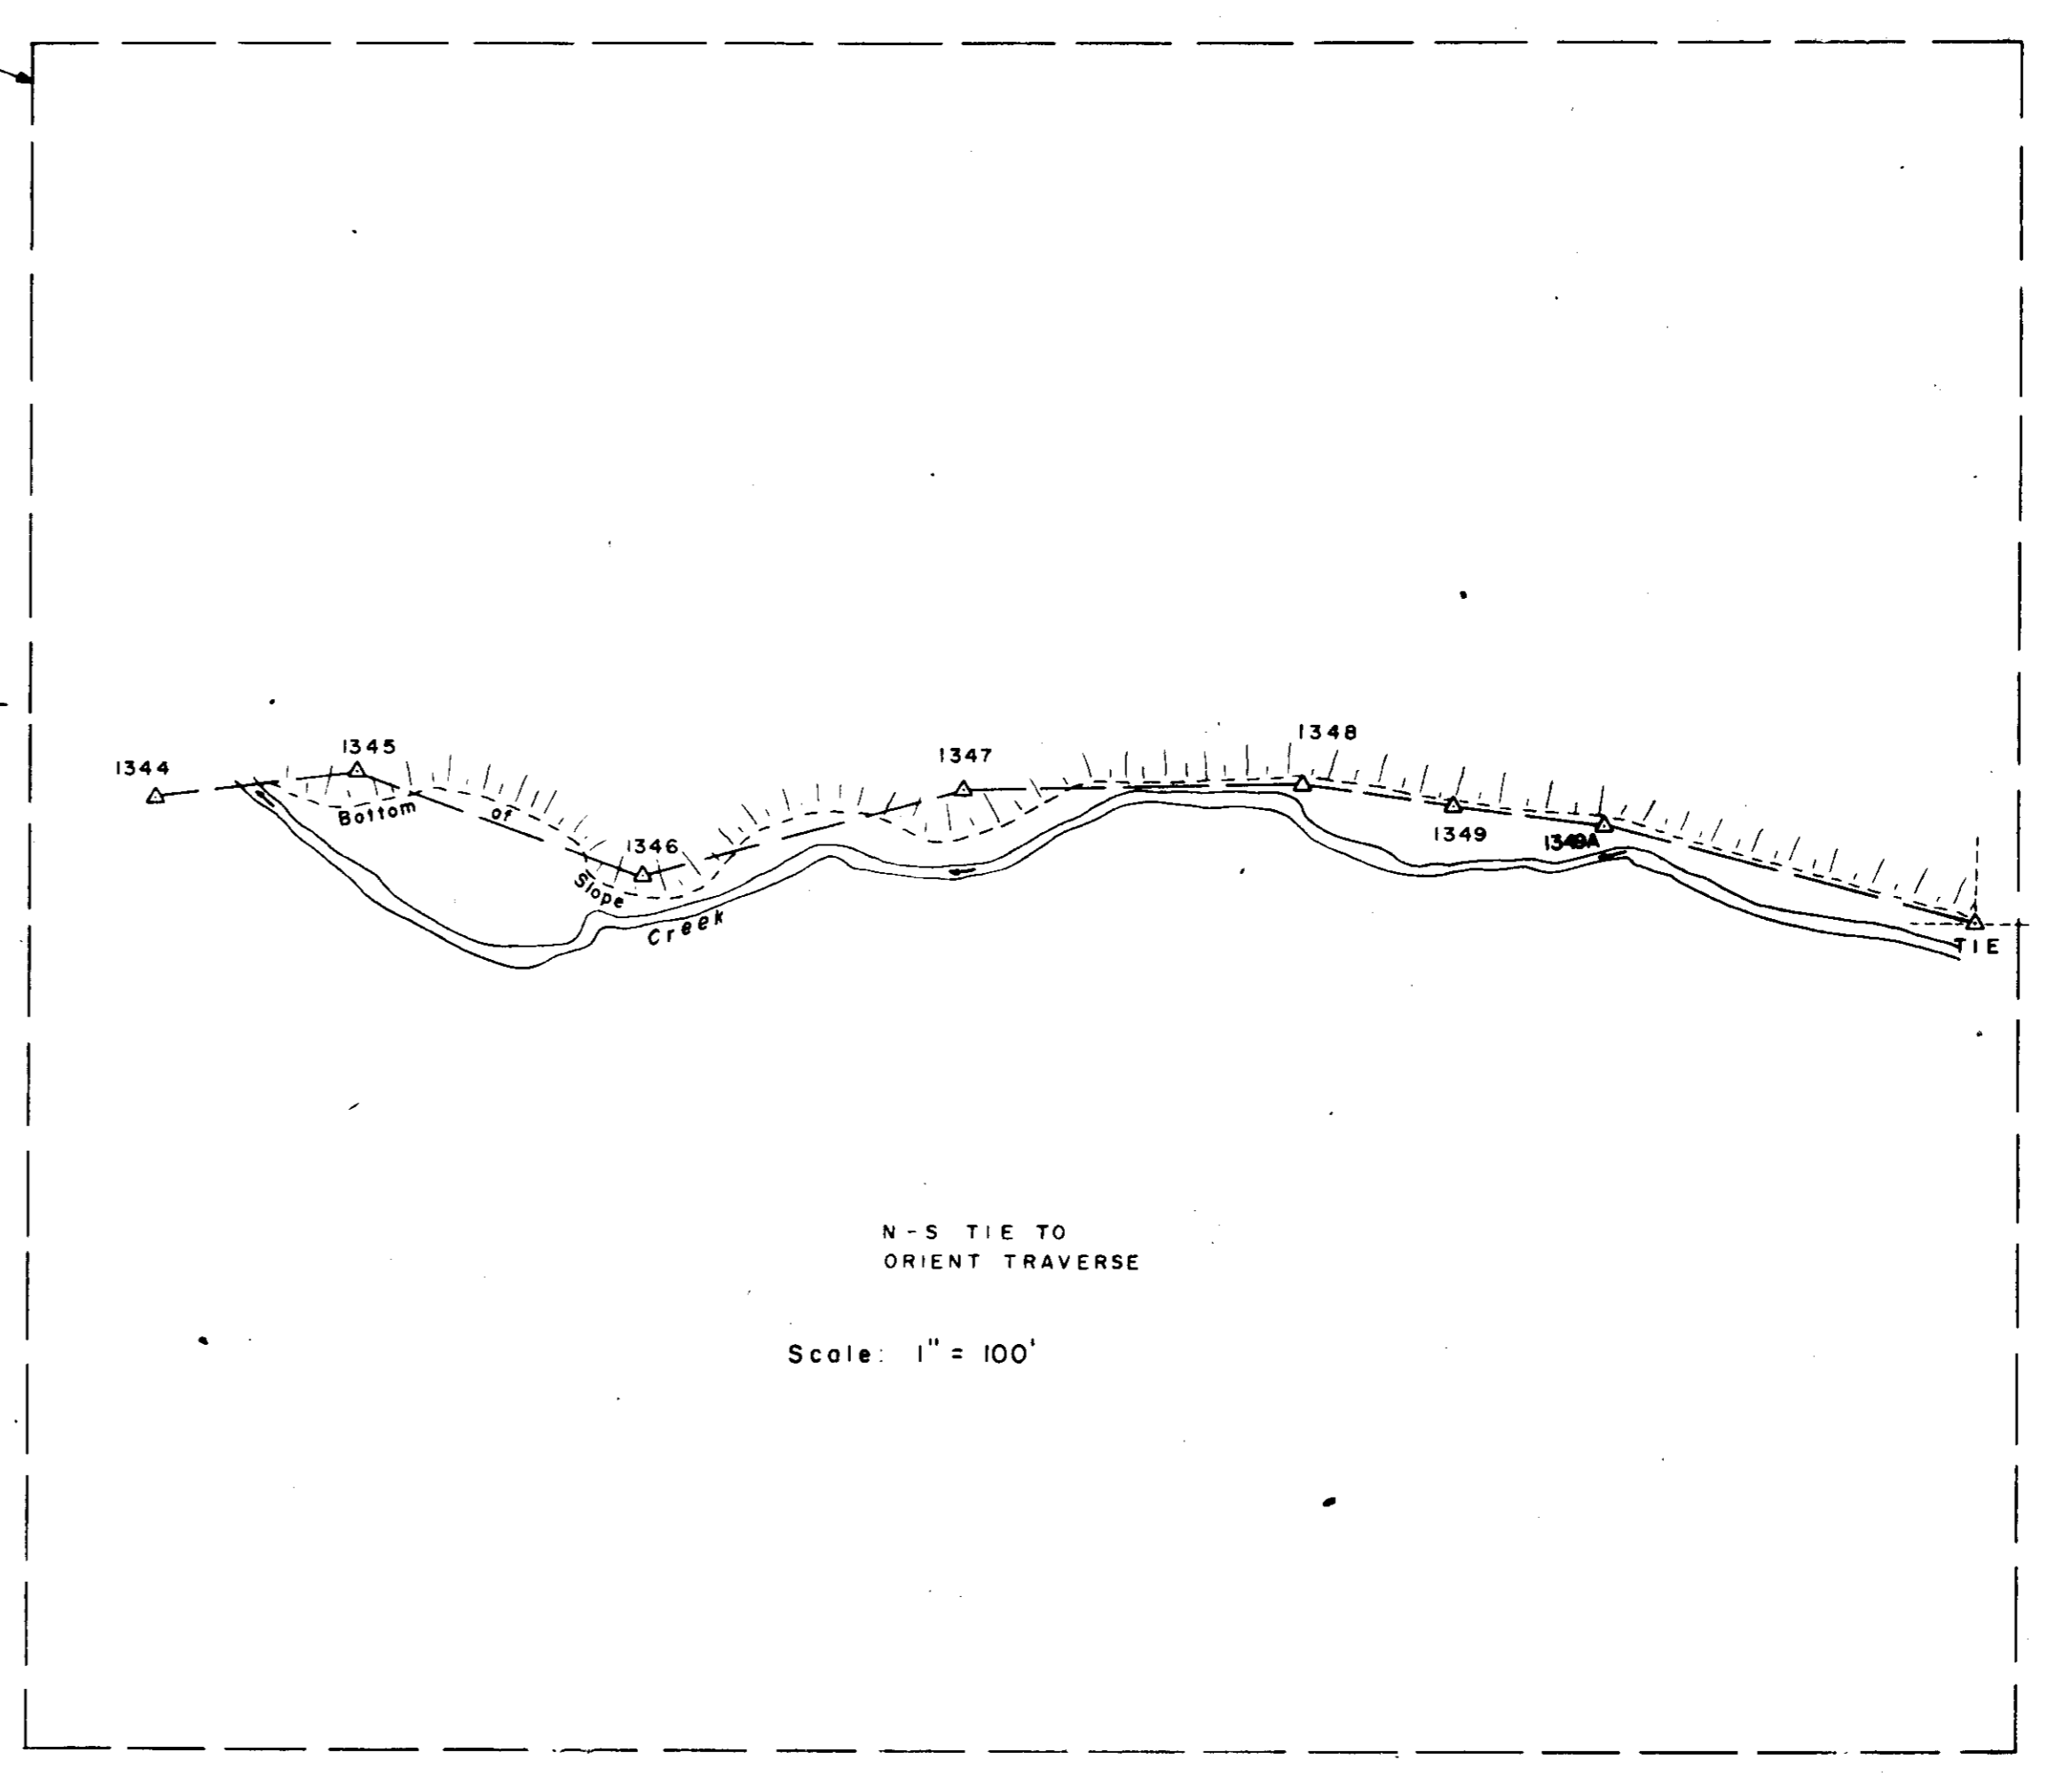 1344
1345
1346
1347
1348
1349
1349A
TIE
Bottom of Slope
Creek
N-S TIE TO
ORIENT TRAVERSE
Scale: 1" = 100'